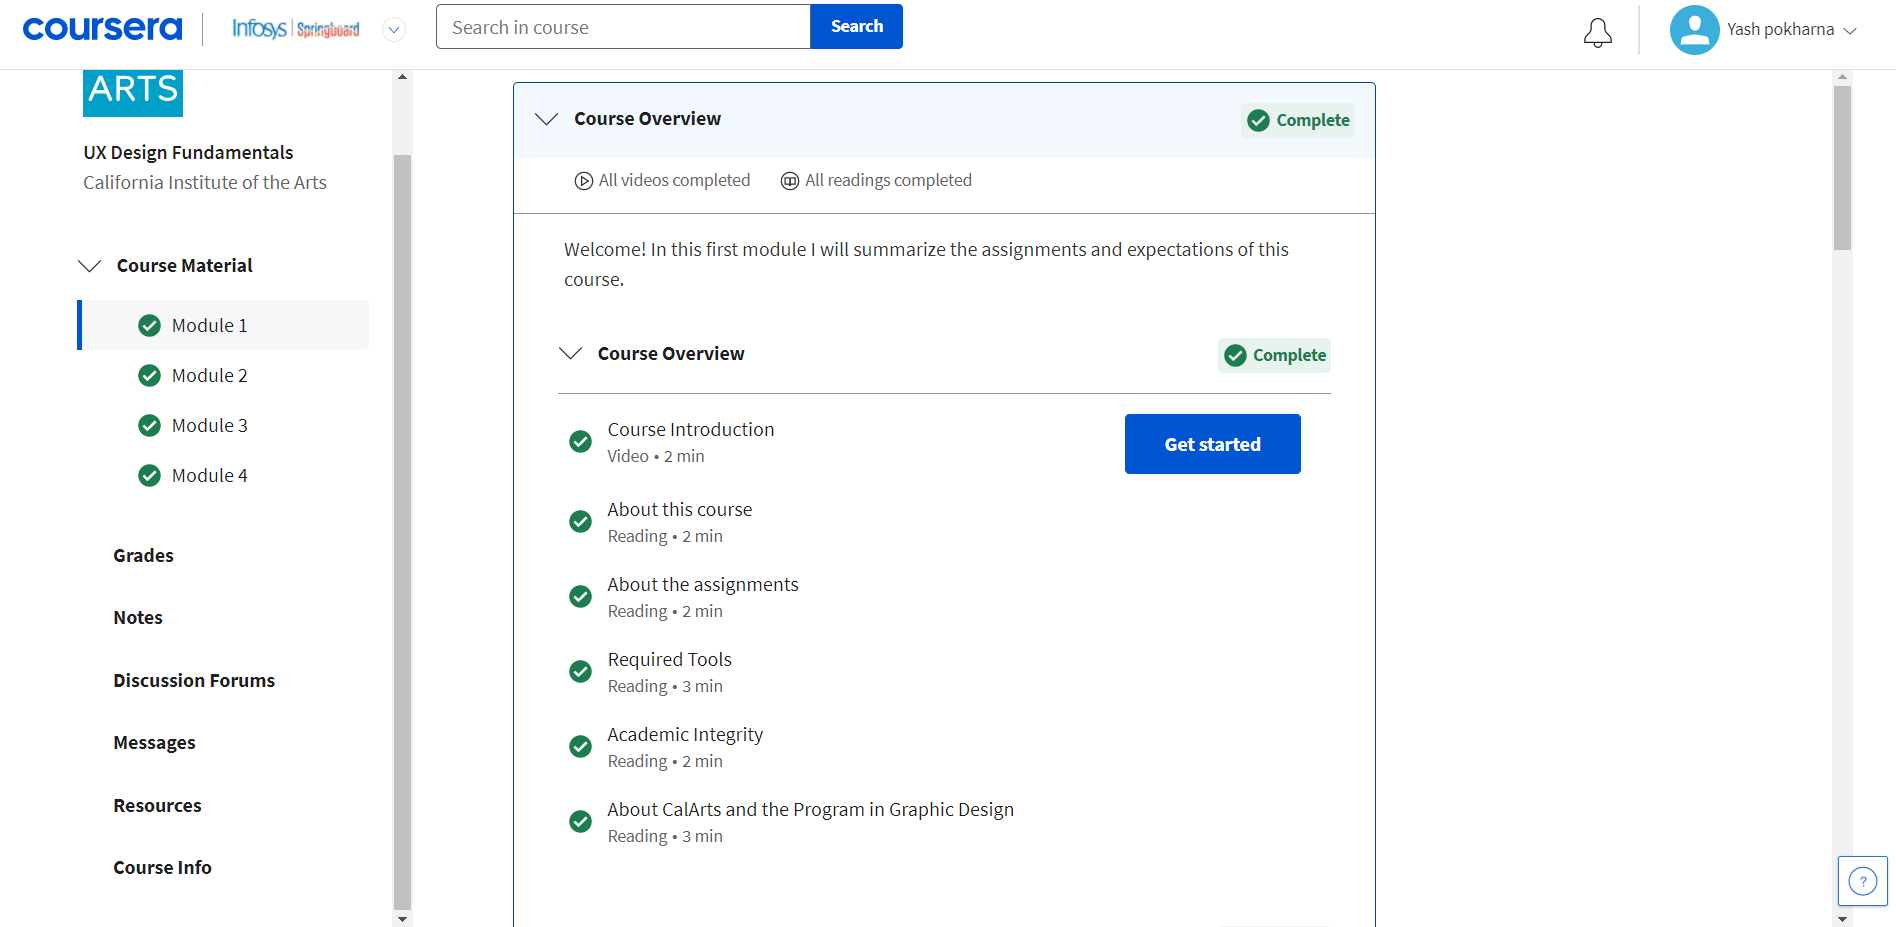 coursera
Infosys | Springboard
Search in course
Search
Yash pokharna
ARTS
UX Design Fundamentals
California Institute of the Arts
Course Material
Module 1
Module 2
Module 3
Module 4
Grades
Notes
Discussion Forums
Messages
Resources
Course Info
Course Overview
Complete
All videos completed
All readings completed
Welcome! In this first module I will summarize the assignments and expectations of this
course.
Course Overview
Complete
Course Introduction
Video • 2 min
Get started
About this course
Reading • 2 min
About the assignments
Reading • 2 min
Required Tools
Reading • 3 min
Academic Integrity
Reading • 2 min
About CalArts and the Program in Graphic Design
Reading • 3 min
?